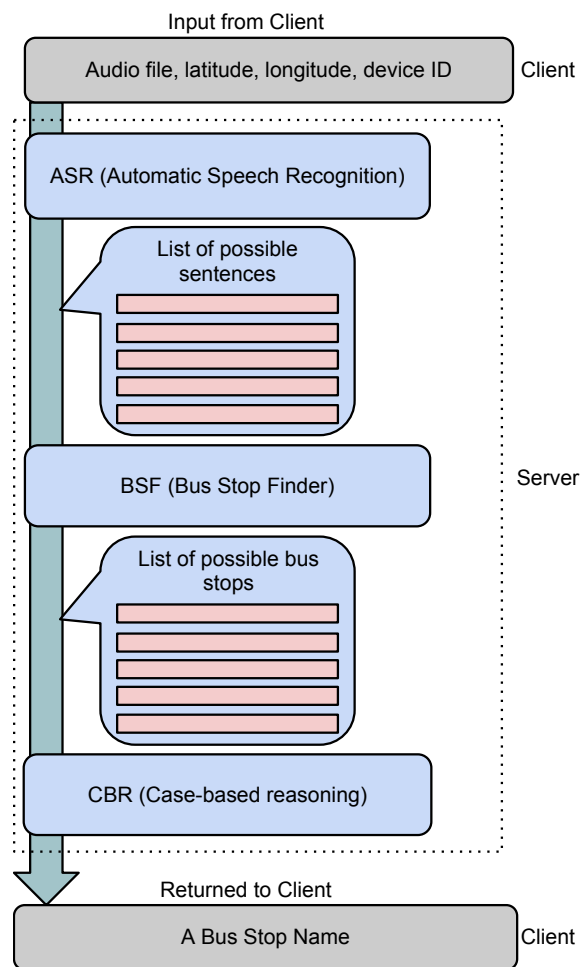 Input from Client
Audio file, latitude, longitude, device ID
Client
ASR (Automatic Speech Recognition)
List of possible
sentences
BSF (Bus Stop Finder)
Server
List of possible bus
stops
CBR (Case-based reasoning)
Returned to Client
A Bus Stop Name
Client